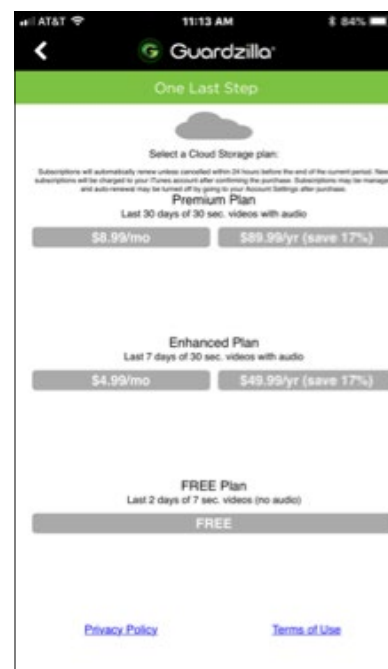 AT&T 11:13 AM 84%
Guardzilla
One Last Step
Select a Cloud Storage plan:
Subscriptions will automatically renew unless cancelled within 24 hours before the end of the current period. New
subscriptions will be charged to your iTunes account after confirming the purchase. Subscriptions may be manage
and auto-renewal may be turned off by going to your Account Settings after purchase.
Premium Plan
Last 30 days of 30 sec. videos with audio
$8.99/mo $89.99/yr (save 17%)
Enhanced Plan
Last 7 days of 30 sec. videos with audio
$4.99/mo $49.99/yr (save 17%)
FREE Plan
Last 2 days of 7 sec. videos (no audio)
FREE
Privacy Policy Terms of Use